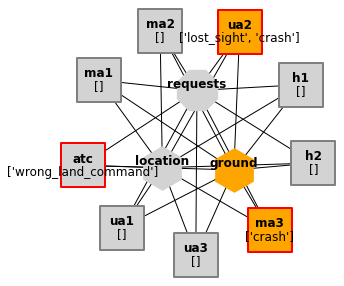 ma2
[]
ua2
['lost_sight', 'crash']
ma1
[]
requests
h1
[]
atc
['wrong_land_command']
location
ground
h2
[]
ua1
[]
ua3
[]
ma3
['crash']